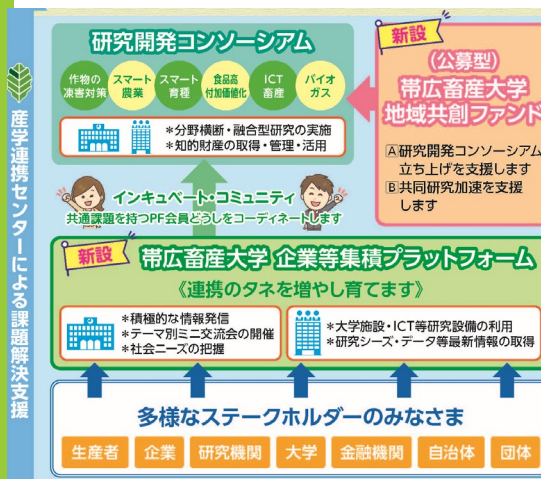 産学連携センターによる課題解決支援
研究開発コンソーシアム
作物の
凍害対策
スマート
農業
スマート
育種
食品高
付加価値化
ICT
畜産
バイオ
ガス
*分野横断・融合型研究の実施
*知的財産の取得・管理・活用
新設
(公募型)
帯広畜産大学
地域共創ファンド
A研究開発コンソーシアム
立ち上げを支援します
B共同研究加速を支援
します
インキュベート・コミュニティ
共通課題を持つPF会員どうしをコーディネートします
新設
帯広畜産大学 企業等集積プラットフォーム
《連携のタネを増やし育てます》
*積極的な情報発信
*テーマ別ミニ交流会の開催
*社会ニーズの把握
*大学施設・ICT等研究設備の利用
*研究シーズ・データ等最新情報の取得
多様なステークホルダーのみなさま
生産者
企業
研究機関
大学
金融機関
自治体
団体